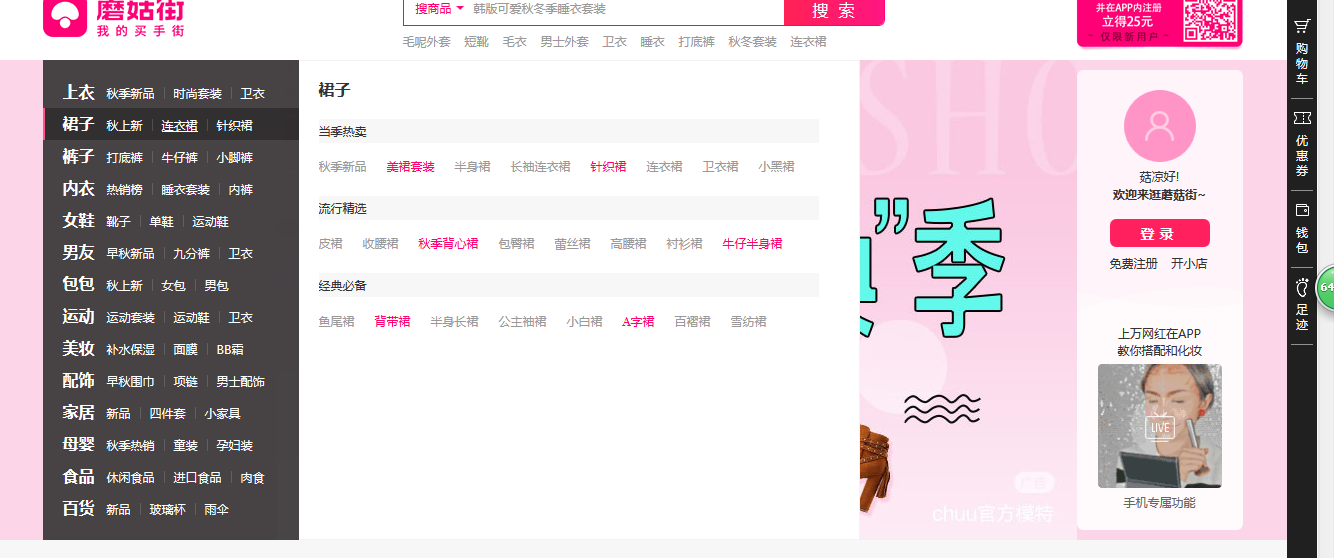 蘑菇街
我的买手街
搜商品 韩版可爱秋冬季睡衣套装 搜 索
毛呢外套 短靴 毛衣 男士外套 卫衣 睡衣 打底裤 秋冬套装 连衣裙
并在APP内注册
立得25元
- 仅限新用户 -
上衣 秋季新品 时尚套装 卫衣
裙子 秋上新 连衣裙 针织裙
裤子 打底裤 牛仔裤 小脚裤
内衣 热销榜 睡衣套装 内裤
女鞋 靴子 单鞋 运动鞋
男友 早秋新品 九分裤 卫衣
包包 秋上新 女包 男包
运动 运动套装 运动鞋 卫衣
美妆 补水保湿 面膜 BB霜
配饰 早秋围巾 项链 男士配饰
家居 新品 四件套 小家具
母婴 秋季热销 童装 孕妇装
食品 休闲食品 进口食品 肉食
百货 新品 玻璃杯 雨伞
裙子
当季热卖
秋季新品 美裙套装 半身裙 长袖连衣裙 针织裙 连衣裙 卫衣裙 小黑裙
流行精选
皮裙 收腰裙 秋季背心裙 包臀裙 蕾丝裙 高腰裙 衬衫裙 牛仔半身裙
经典必备
鱼尾裙 背带裙 半身长裙 公主袖裙 小白裙 A字裙 百褶裙 雪纺裙
SHO
”季
广告
chuu官方模特
菇凉好!
欢迎来逛蘑菇街~
登 录
免费注册 开小店
上万网红在APP
教你搭配和化妆
LIVE
手机专属功能
购物车
优惠券
钱包
足迹
64